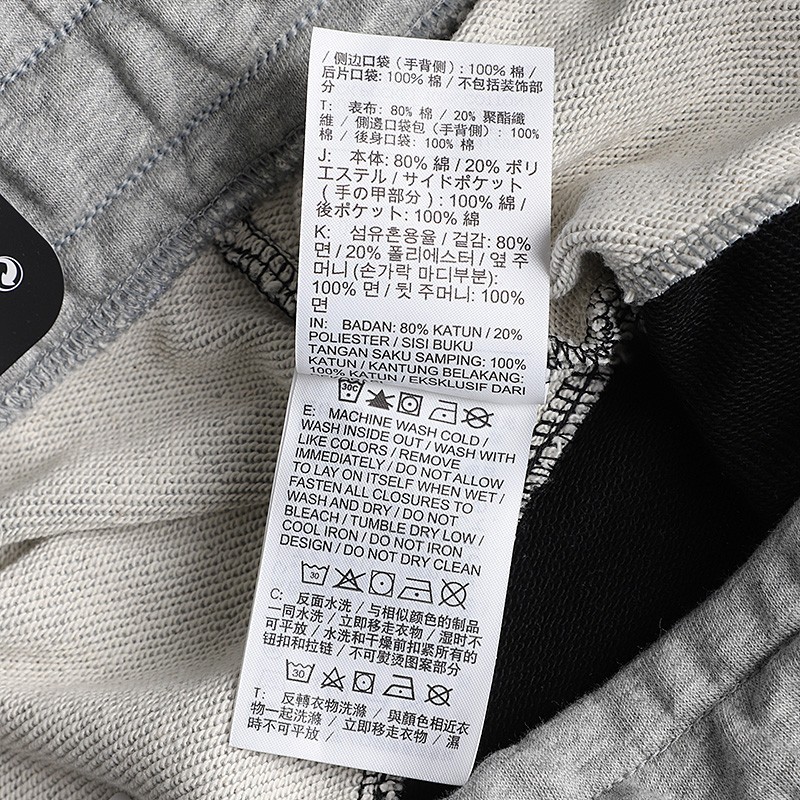 / 侧边口袋（手背侧）: 100% 棉 /
后片口袋: 100% 棉 / 不包括装饰部
分
T: 表布: 80% 棉 / 20% 聚酯纖
維 / 側邊口袋包（手背側）: 100%
棉 / 後身口袋: 100% 棉
J: 本体: 80% 綿 / 20% ポリ
エステル / サイドポケット
( 手の甲部分 ) : 100% 綿 /
後ポケット: 100% 綿
K: 섬유혼용율 / 겉감: 80%
면 / 20% 폴리에스터 / 옆 주
머니 (손가락 마디부분):
100% 면 / 뒷 주머니: 100%
면
IN: BADAN: 80% KATUN / 20%
POLIESTER / SISI BUKU
TANGAN SAKU SAMPING: 100%
KATUN / KANTUNG BELAKANG:
100% KATUN / EKSKLUSIF DARI
30C
E: MACHINE WASH COLD /
WASH INSIDE OUT / WASH WITH
LIKE COLORS / REMOVE
IMMEDIATELY / DO NOT ALLOW
TO LAY ON ITSELF WHEN WET /
FASTEN ALL CLOSURES TO
WASH AND DRY / DO NOT
BLEACH / TUMBLE DRY LOW /
COOL IRON / DO NOT IRON
DESIGN / DO NOT DRY CLEAN
30
C: 反面水洗 / 与相似颜色的制品
一同水洗 / 立即移走衣物 / 湿时不
可平放 / 水洗和干燥前扣紧所有的
钮扣和拉链 / 不可熨烫图案部分
30
T: 反轉衣物洗滌 / 與顏色相近衣
物一起洗滌 / 立即移走衣物 / 濕
時不可平放 /